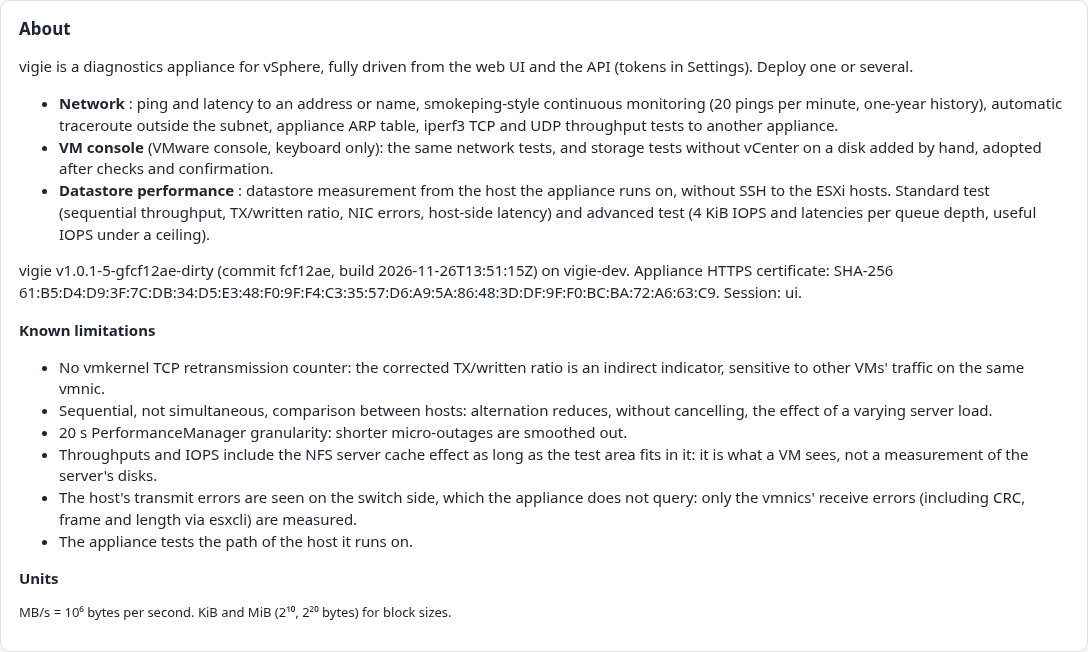 About
vigie is a diagnostics appliance for vSphere, fully driven from the web UI and the API (tokens in Settings). Deploy one or several.
• Network : ping and latency to an address or name, smokeping-style continuous monitoring (20 pings per minute, one-year history), automatic
traceroute outside the subnet, appliance ARP table, iperf3 TCP and UDP throughput tests to another appliance.
• VM console (VMware console, keyboard only): the same network tests, and storage tests without vCenter on a disk added by hand, adopted
after checks and confirmation.
• Datastore performance : datastore measurement from the host the appliance runs on, without SSH to the ESXi hosts. Standard test
(sequential throughput, TX/written ratio, NIC errors, host-side latency) and advanced test (4 KiB IOPS and latencies per queue depth, useful
IOPS under a ceiling).
vigie v1.0.1-5-gfcf12ae-dirty (commit fcf12ae, build 2026-11-26T13:51:15Z) on vigie-dev. Appliance HTTPS certificate: SHA-256
61:B5:D4:D9:3F:7C:DB:34:D5:E3:48:F0:9F:F4:C3:35:57:D6:A9:5A:86:48:3D:DF:9F:F0:BC:BA:72:A6:63:C9. Session: ui.
Known limitations
• No vmkernel TCP retransmission counter: the corrected TX/written ratio is an indirect indicator, sensitive to other VMs' traffic on the same
vmnic.
• Sequential, not simultaneous, comparison between hosts: alternation reduces, without cancelling, the effect of a varying server load.
• 20 s PerformanceManager granularity: shorter micro-outages are smoothed out.
• Throughputs and IOPS include the NFS server cache effect as long as the test area fits in it: it is what a VM sees, not a measurement of the
server's disks.
• The host's transmit errors are seen on the switch side, which the appliance does not query: only the vmnics' receive errors (including CRC,
frame and length via esxcli) are measured.
• The appliance tests the path of the host it runs on.
Units
MB/s = 10⁶ bytes per second. KiB and MiB (2¹⁰, 2²⁰ bytes) for block sizes.